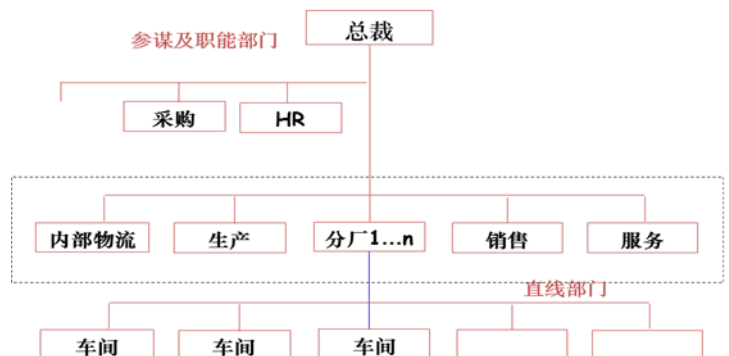 总裁
参谋及职能部门
采购 HR
内部物流 生产 分厂1...n 销售 服务
直线部门
车间 车间 车间